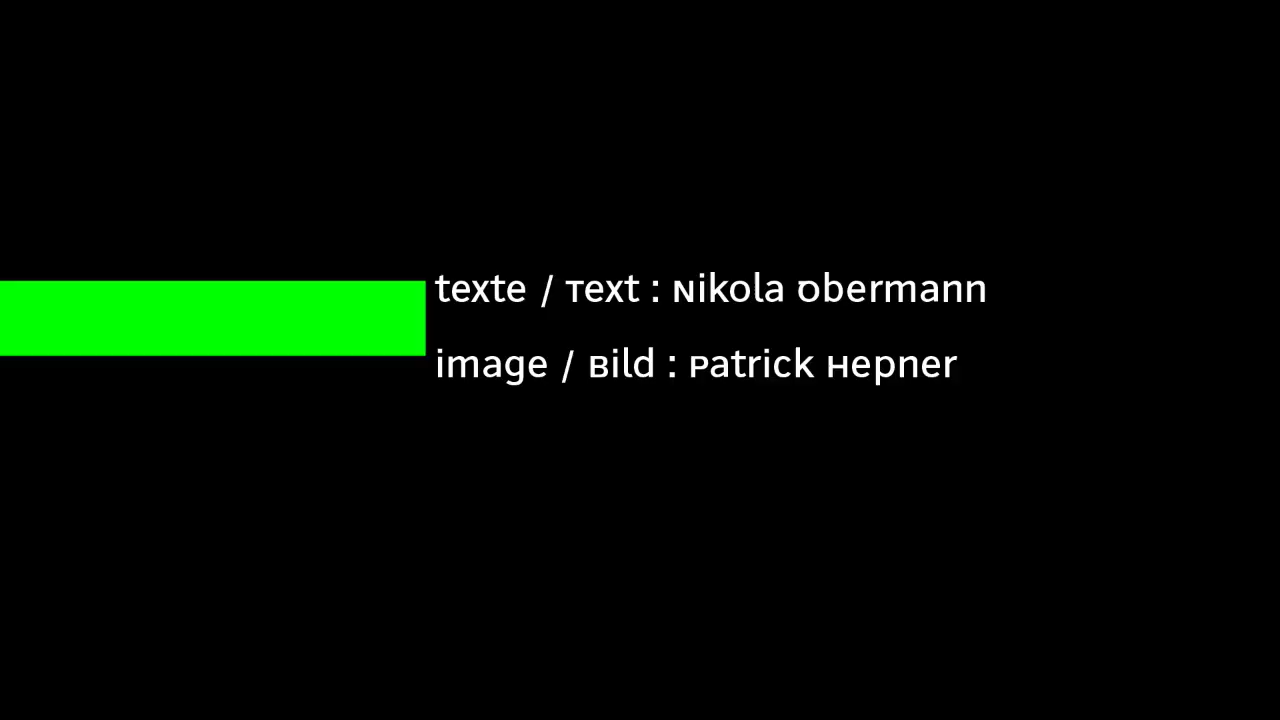 texte / Text : Nikola Obermann
image / Bild : Patrick Hepner